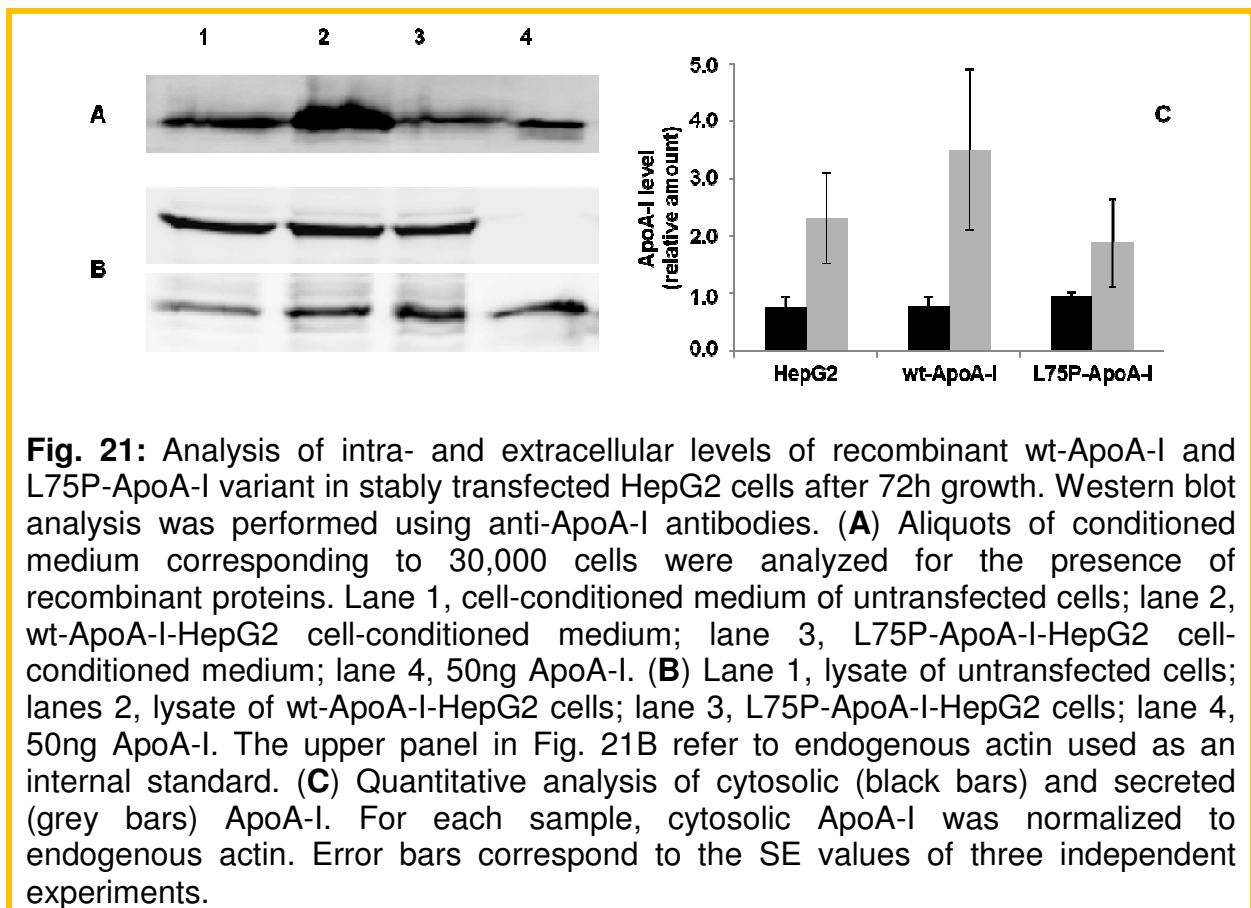 1 2 3 4
A
B
5.0
4.0
3.0
2.0
1.0
0.0
ApoA-I level
(relative amount)
C
HepG2 wt-ApoA-I L75P-ApoA-I
Fig. 21: Analysis of intra- and extracellular levels of recombinant wt-ApoA-I and
L75P-ApoA-I variant in stably transfected HepG2 cells after 72h growth. Western blot
analysis was performed using anti-ApoA-I antibodies. (A) Aliquots of conditioned
medium corresponding to 30,000 cells were analyzed for the presence of
recombinant proteins. Lane 1, cell-conditioned medium of untransfected cells; lane 2,
wt-ApoA-I-HepG2 cell-conditioned medium; lane 3, L75P-ApoA-I-HepG2 cell-
conditioned medium; lane 4, 50ng ApoA-I. (B) Lane 1, lysate of untransfected cells;
lanes 2, lysate of wt-ApoA-I-HepG2 cells; lane 3, L75P-ApoA-I-HepG2 cells; lane 4,
50ng ApoA-I. The upper panel in Fig. 21B refer to endogenous actin used as an
internal standard. (C) Quantitative analysis of cytosolic (black bars) and secreted
(grey bars) ApoA-I. For each sample, cytosolic ApoA-I was normalized to
endogenous actin. Error bars correspond to the SE values of three independent
experiments.